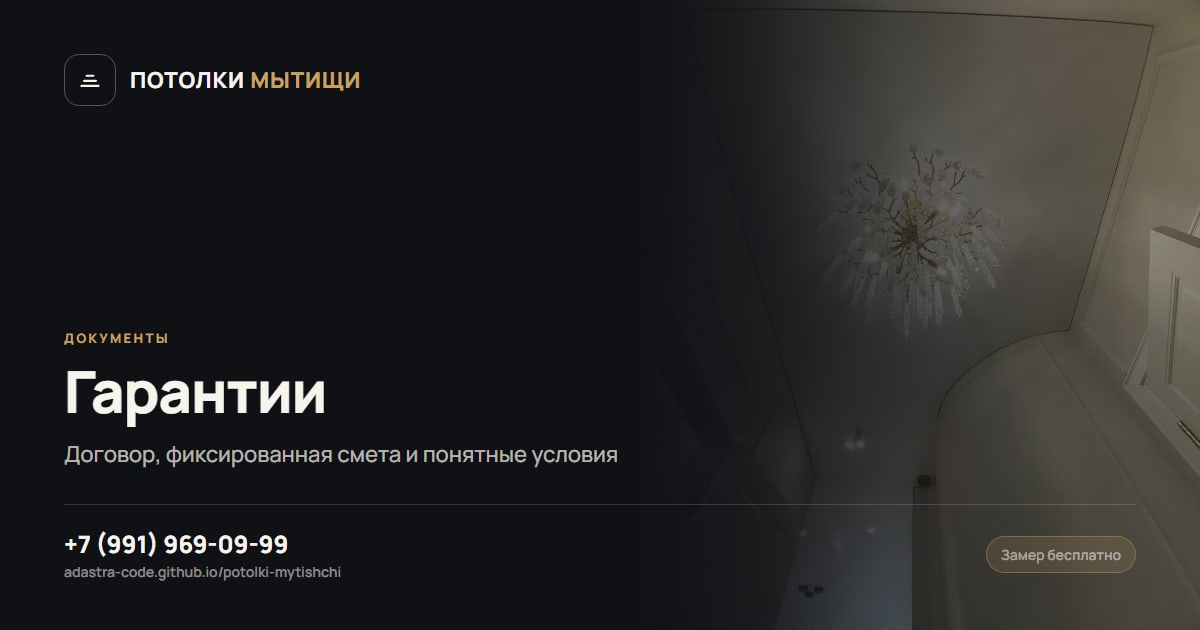 ПОТОЛКИ МЫТИЩИ
ДОКУМЕНТЫ
Гарантии
Договор, фиксированная смета и понятные условия
+7 (991) 969-09-99
adastra-code.github.io/potolki-mytishchi
Замер бесплатно